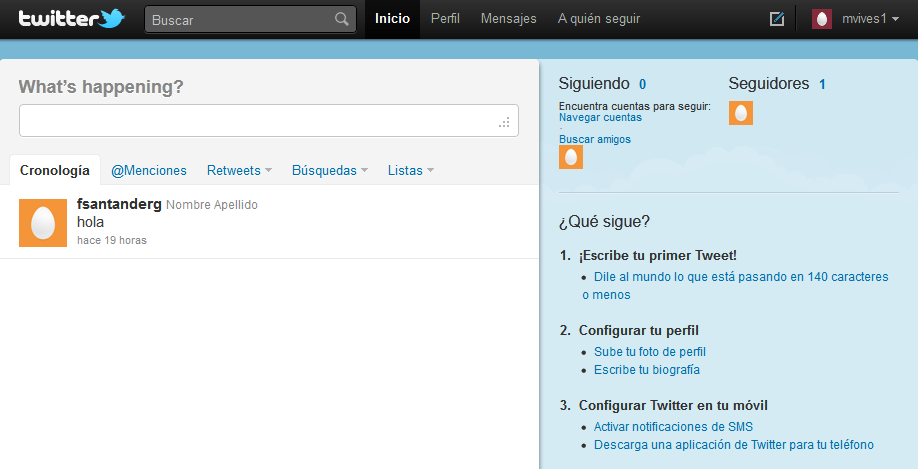 twitter
Buscar
Inicio Perfil Mensajes A quién seguir
mvives1
What's happening?
Cronología @Menciones Retweets Búsquedas Listas
fsantanderg Nombre Apellido
hola
hace 19 horas
Siguiendo 0
Encuentra cuentas para seguir:
Navegar cuentas
·
Buscar amigos
Seguidores 1
¿Qué sigue?
1. ¡Escribe tu primer Tweet!
• Dile al mundo lo que está pasando en 140 caracteres
o menos
2. Configurar tu perfil
• Sube tu foto de perfil
• Escribe tu biografía
3. Configurar Twitter en tu móvil
• Activar notificaciones de SMS
• Descarga una aplicación de Twitter para tu teléfono